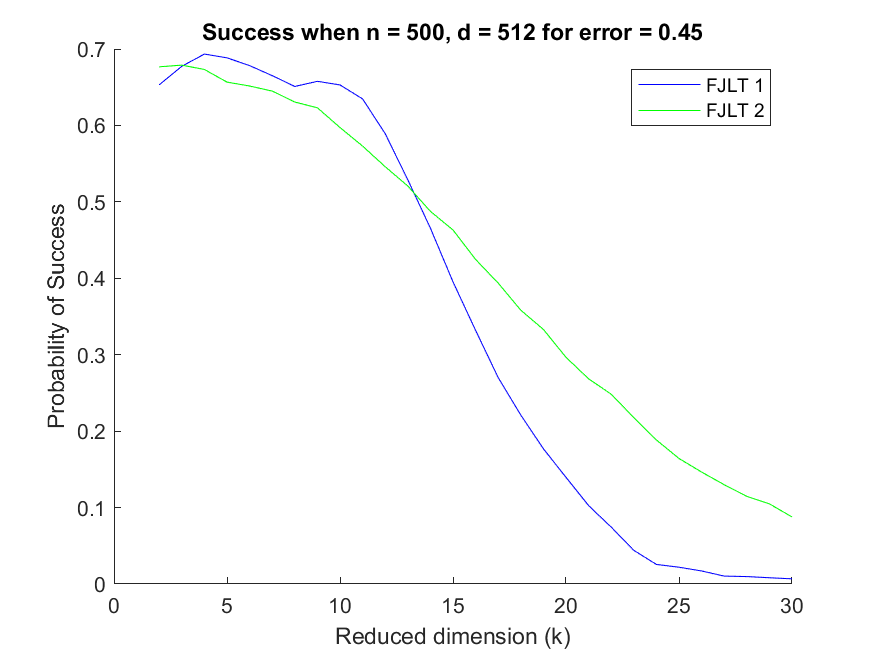 Success when n = 500, d = 512 for error = 0.45
FJLT 1
FJLT 2
Probability of Success
0.7
0.6
0.5
0.4
0.3
0.2
0.1
0
0 5 10 15 20 25 30
Reduced dimension (k)